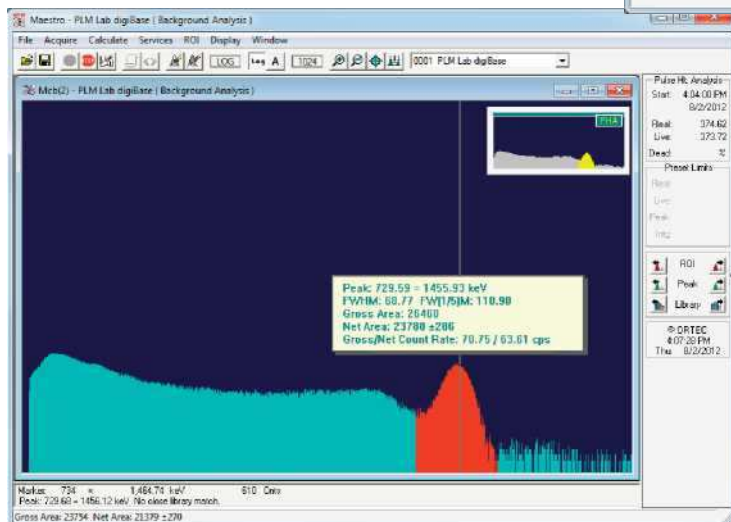 Maestro - PLM Lab digiBase ( Background Analysis )
File Acquire Calculate Services ROI Display Window
LOG Log A 1024 0001 PLM Lab digiBase
Mcb(2) - PLM Lab digiBase ( Background Analysis )
PHA
Peak: 729.59 = 1455.93 keV
FWHM: 68.77 FW(1/5)M: 110.90
Gross Area: 26460
Net Area: 23780 ±286
Gross/Net Count Rate: 70.75 / 63.61 cps
Pulse Ht. Analysis
Start: 4:04:00 PM
8/2/2012
Real: 374.62
Live: 373.72
Dead: %
Preset Limits
Real:
Live:
Peak:
ROI
Peak
Library
© ORTEC
4:07:28 PM
Thu 8/2/2012
Marker: 734 = 1,464.74 keV 610 Cnts
Peak: 729.68 = 1456.12 keV No close library match.
Gross Area: 23754 Net Area: 21379 ±270